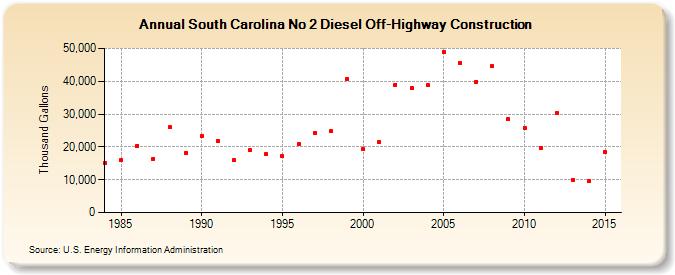 Annual South Carolina No 2 Diesel Off-Highway Construction
Thousand Gallons
50,000
40,000
30,000
20,000
10,000
0
1985 1990 1995 2000 2005 2010 2015
Source: U.S. Energy Information Administration